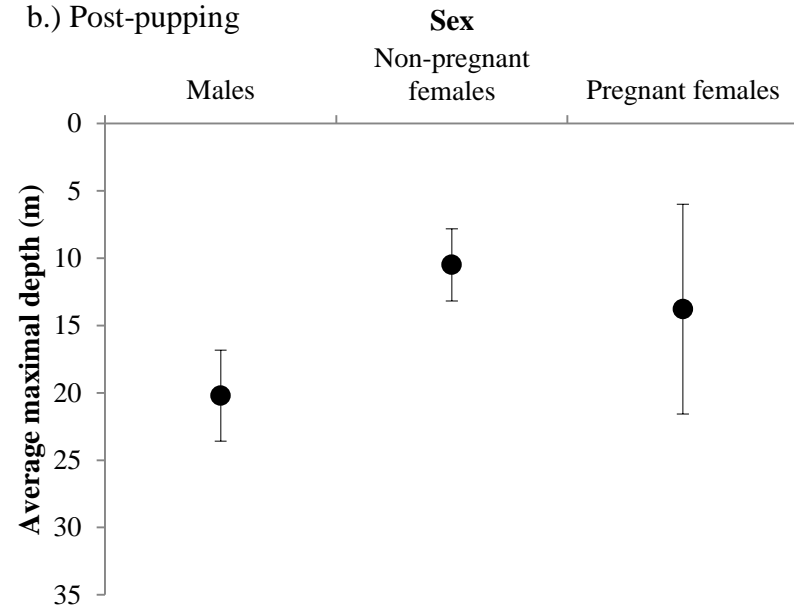 b.) Post-pupping
Sex
Males
Non-pregnant
females
Pregnant females
Average maximal depth (m)
0
5
10
15
20
25
30
35